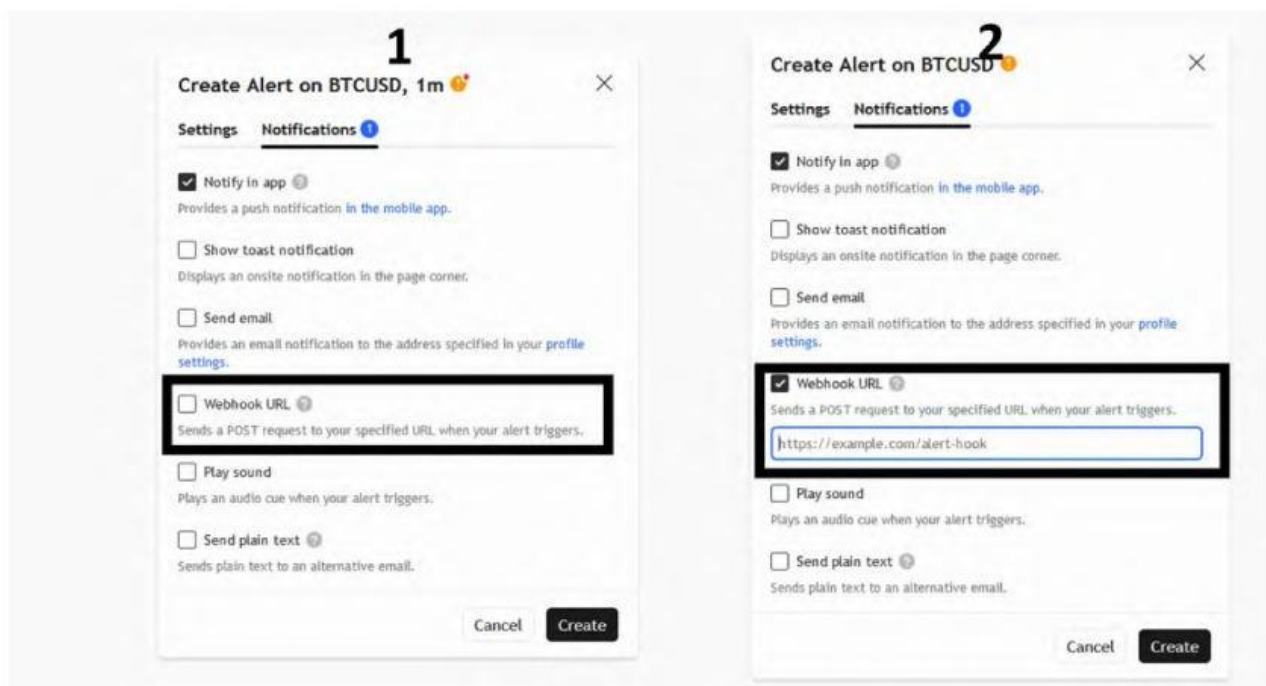 1
Create Alert on BTCUSD, 1m
Settings Notifications 1
Notify in app
Provides a push notification in the mobile app.
Show toast notification
Displays an onsite notification in the page corner.
Send email
Provides an email notification to the address specified in your profile
settings.
Webhook URL
Sends a POST request to your specified URL when your alert triggers.
Play sound
Plays an audio cue when your alert triggers.
Send plain text
Sends plain text to an alternative email.
Cancel Create
2
Create Alert on BTCUSD
Settings Notifications 1
Notify in app
Provides a push notification in the mobile app.
Show toast notification
Displays an onsite notification in the page corner.
Send email
Provides an email notification to the address specified in your profile
settings.
Webhook URL
Sends a POST request to your specified URL when your alert triggers.
https://example.com/alert-hook
Play sound
Plays an audio cue when your alert triggers.
Send plain text
Sends plain text to an alternative email.
Cancel Create